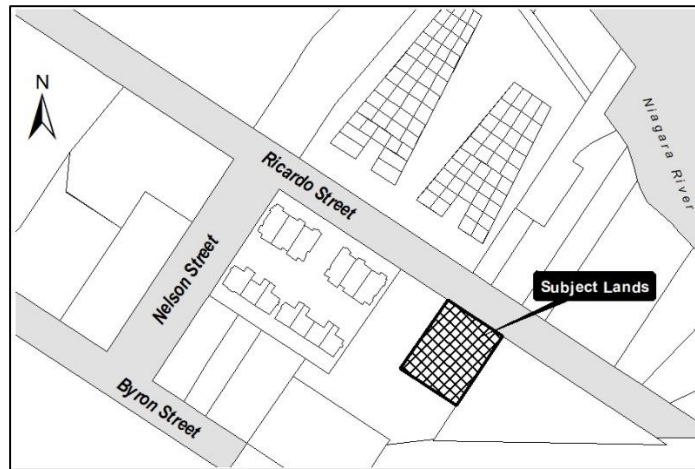 N
Ricardo Street
Niagara River
Subject Lands
Nelson Street
Byron Street